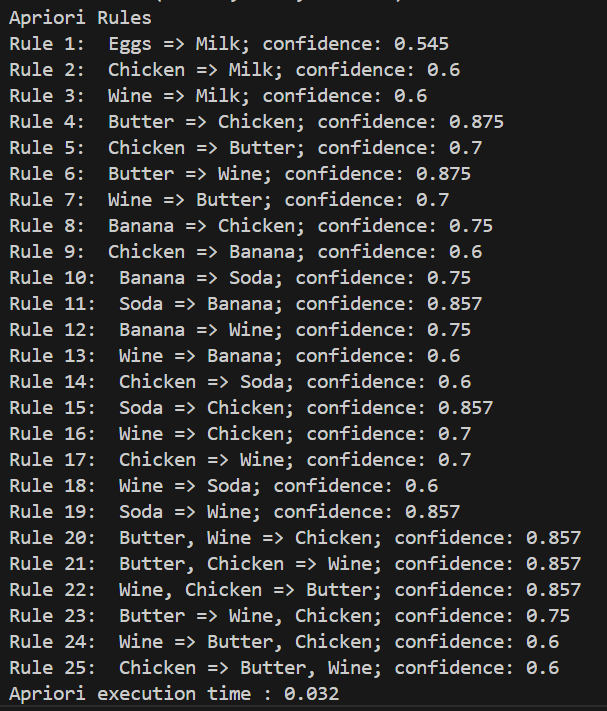 Apriori Rules
Rule 1:  Eggs => Milk; confidence: 0.545
Rule 2:  Chicken => Milk; confidence: 0.6
Rule 3:  Wine => Milk; confidence: 0.6
Rule 4:  Butter => Chicken; confidence: 0.875
Rule 5:  Chicken => Butter; confidence: 0.7
Rule 6:  Butter => Wine; confidence: 0.875
Rule 7:  Wine => Butter; confidence: 0.7
Rule 8:  Banana => Chicken; confidence: 0.75
Rule 9:  Chicken => Banana; confidence: 0.6
Rule 10:  Banana => Soda; confidence: 0.75
Rule 11:  Soda => Banana; confidence: 0.857
Rule 12:  Banana => Wine; confidence: 0.75
Rule 13:  Wine => Banana; confidence: 0.6
Rule 14:  Chicken => Soda; confidence: 0.6
Rule 15:  Soda => Chicken; confidence: 0.857
Rule 16:  Wine => Chicken; confidence: 0.7
Rule 17:  Chicken => Wine; confidence: 0.7
Rule 18:  Wine => Soda; confidence: 0.6
Rule 19:  Soda => Wine; confidence: 0.857
Rule 20:  Butter, Wine => Chicken; confidence: 0.857
Rule 21:  Butter, Chicken => Wine; confidence: 0.857
Rule 22:  Wine, Chicken => Butter; confidence: 0.857
Rule 23:  Butter => Wine, Chicken; confidence: 0.75
Rule 24:  Wine => Butter, Chicken; confidence: 0.6
Rule 25:  Chicken => Butter, Wine; confidence: 0.6
Apriori execution time : 0.032